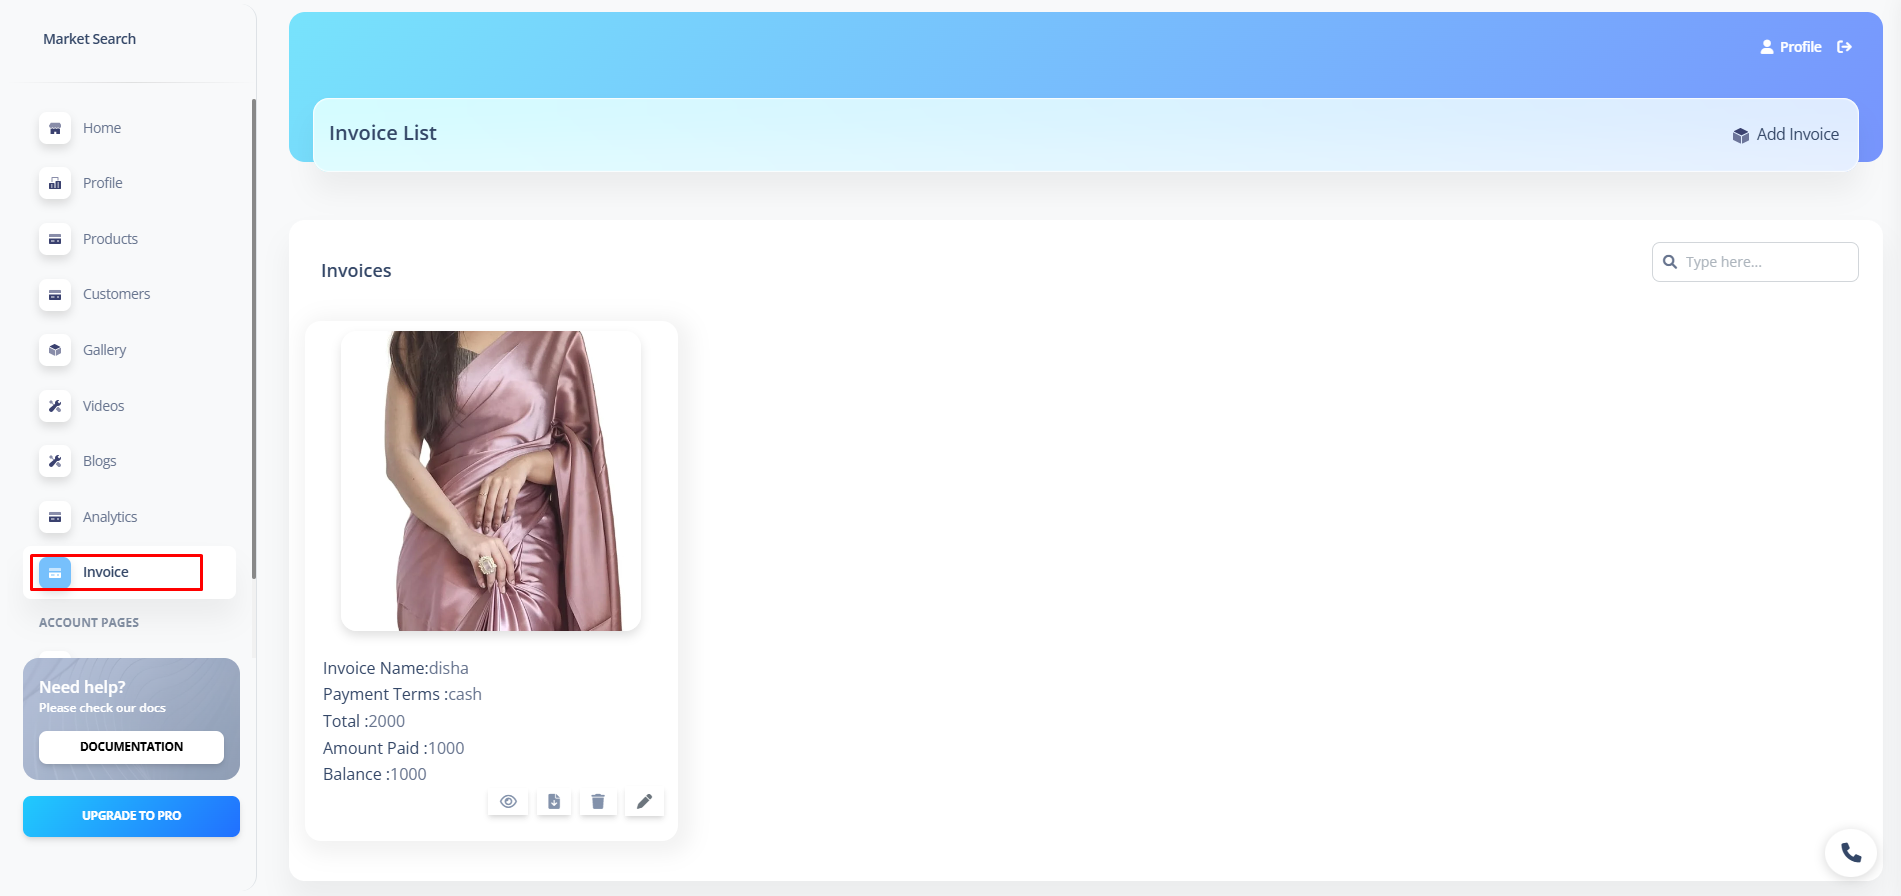 Market Search
Home
Profile
Products
Customers
Gallery
Videos
Blogs
Analytics
Invoice
ACCOUNT PAGES
Need help?
Please check our docs
DOCUMENTATION
UPGRADE TO PRO
Profile
Invoice List
Add Invoice
Invoices
Type here...
Invoice Name:disha
Payment Terms :cash
Total :2000
Amount Paid :1000
Balance :1000